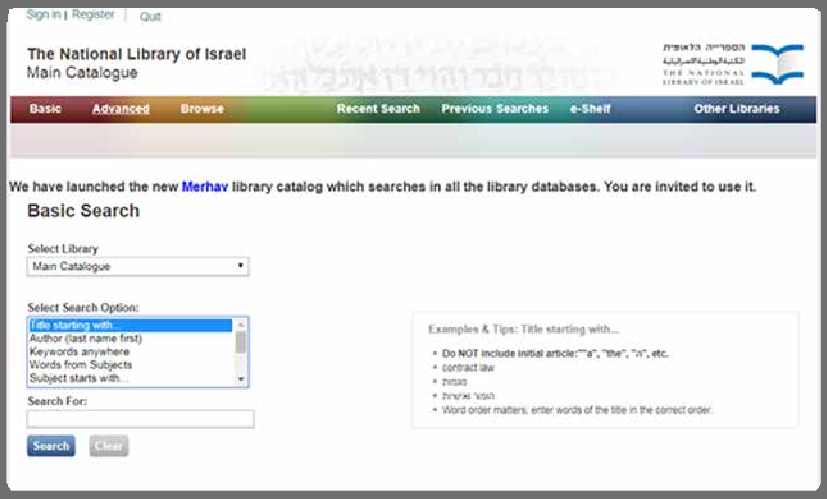 Sign in | Register Quit
The National Library of Israel
Main Catalogue
הספרייה הלאומית
THE NATIONAL
LIBRARY OF ISRAEL
Basic Advanced Browse Recent Search Previous Searches e-Shelf Other Libraries
We have launched the new Merhav library catalog which searches in all the library databases. You are invited to use it.
Basic Search
Select Library
Main Catalogue
Select Search Option:
Title starting with...
Author (last name first)
Keywords anywhere
Words from Subjects
Subject starts with...
Examples & Tips: Title starting with...
Do NOT include initial article:""a", "the", "ה", etc.
contract law
Word order matters, enter words of the title in the correct order.
Search For:
Search Clear